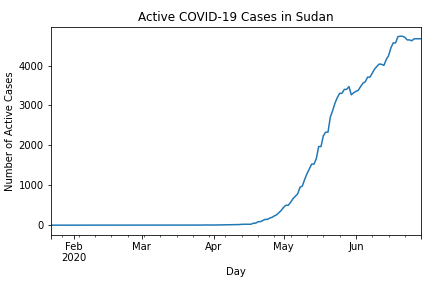 Active COVID-19 Cases in Sudan
Number of Active Cases
4000
3000
2000
1000
0
Feb Mar Apr May Jun
2020
Day